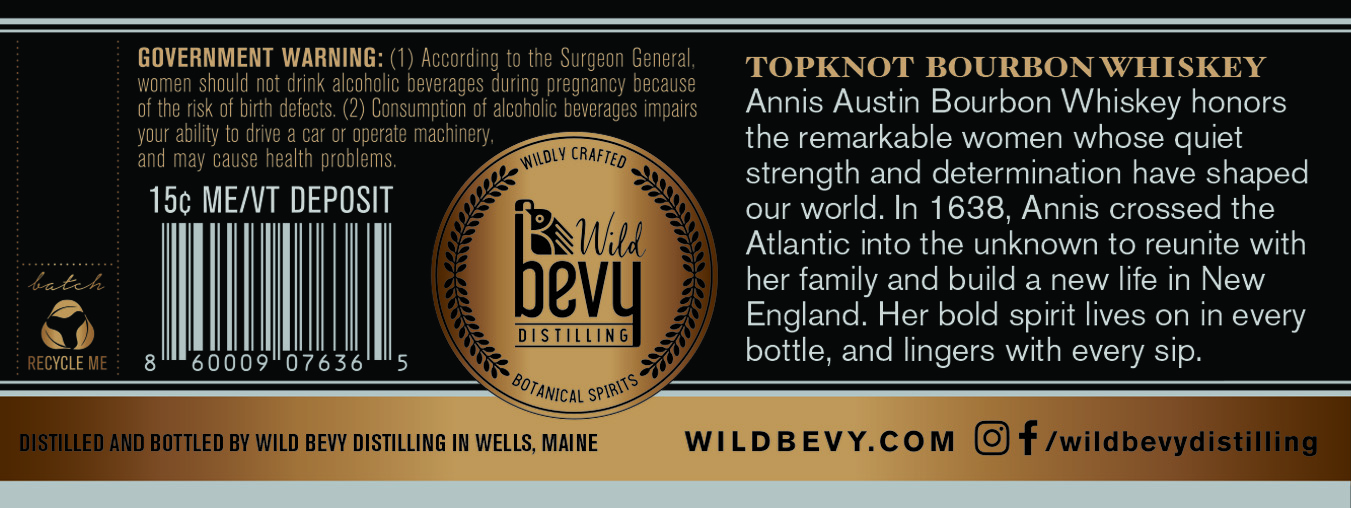 GOVERNMENT WARNING: (1) According to the Surgeon General,
women should not drink alcoholic beverages during pregnancy because
of the risk of birth defects. (2) Consumption of alcoholic beverages impairs
your ability to drive a car or operate machinery,
and may cause health problems.
15¢ ME/VT DEPOSIT
8 60009 07636 5
batch
RECYCLE ME
WILDLY CRAFTED
Wild
bevy
DISTILLING
BOTANICAL SPIRITS
TOPKNOT BOURBON WHISKEY
Annis Austin Bourbon Whiskey honors
the remarkable women whose quiet
strength and determination have shaped
our world. In 1638, Annis crossed the
Atlantic into the unknown to reunite with
her family and build a new life in New
England. Her bold spirit lives on in every
bottle, and lingers with every sip.
DISTILLED AND BOTTLED BY WILD BEVY DISTILLING IN WELLS, MAINE
WILDBEVY.COM f/wildbevydistilling